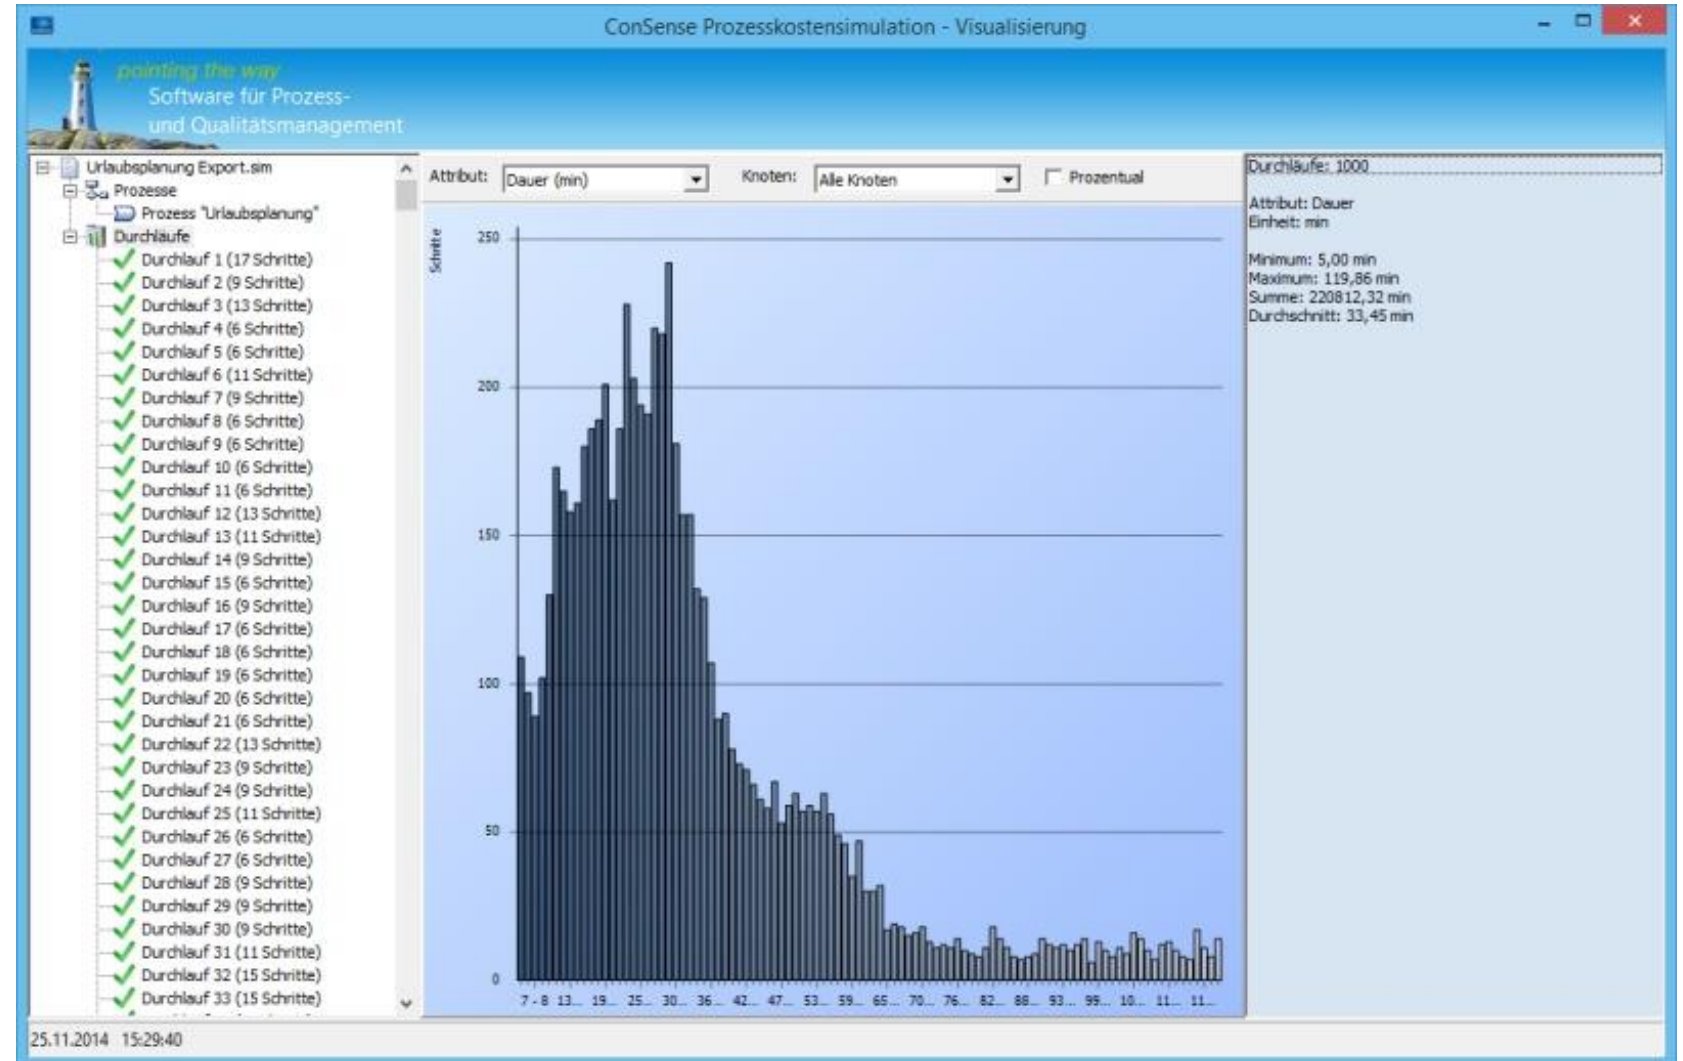 ConSense Prozesskostensimulation - Visualisierung
pointing the way
Software für Prozess-
und Qualitätsmanagement
Urlaubsplanung Export.sim
Prozesse
Prozess "Urlaubsplanung"
Durchläufe
Durchlauf 1 (17 Schritte)
Durchlauf 2 (9 Schritte)
Durchlauf 3 (13 Schritte)
Durchlauf 4 (6 Schritte)
Durchlauf 5 (6 Schritte)
Durchlauf 6 (11 Schritte)
Durchlauf 7 (9 Schritte)
Durchlauf 8 (6 Schritte)
Durchlauf 9 (6 Schritte)
Durchlauf 10 (6 Schritte)
Durchlauf 11 (6 Schritte)
Durchlauf 12 (13 Schritte)
Durchlauf 13 (11 Schritte)
Durchlauf 14 (9 Schritte)
Durchlauf 15 (6 Schritte)
Durchlauf 16 (9 Schritte)
Durchlauf 17 (6 Schritte)
Durchlauf 18 (6 Schritte)
Durchlauf 19 (6 Schritte)
Durchlauf 20 (6 Schritte)
Durchlauf 21 (6 Schritte)
Durchlauf 22 (13 Schritte)
Durchlauf 23 (9 Schritte)
Durchlauf 24 (9 Schritte)
Durchlauf 25 (11 Schritte)
Durchlauf 26 (6 Schritte)
Durchlauf 27 (6 Schritte)
Durchlauf 28 (9 Schritte)
Durchlauf 29 (9 Schritte)
Durchlauf 30 (9 Schritte)
Durchlauf 31 (11 Schritte)
Durchlauf 32 (15 Schritte)
Durchlauf 33 (15 Schritte)
Attribut: Dauer (min) Knoten: Alle Knoten Prozentual
Schritte
250
200
150
100
50
0
7 - 8 13... 19... 25... 30... 36... 42... 47... 53... 59... 65... 70... 76... 82... 88... 93... 99... 10... 11... 11...
Durchläufe: 1000
Attribut: Dauer
Einheit: min
Minimum: 5,00 min
Maximum: 119,86 min
Summe: 220812,32 min
Durchschnitt: 33,45 min
25.11.2014 15:29:40